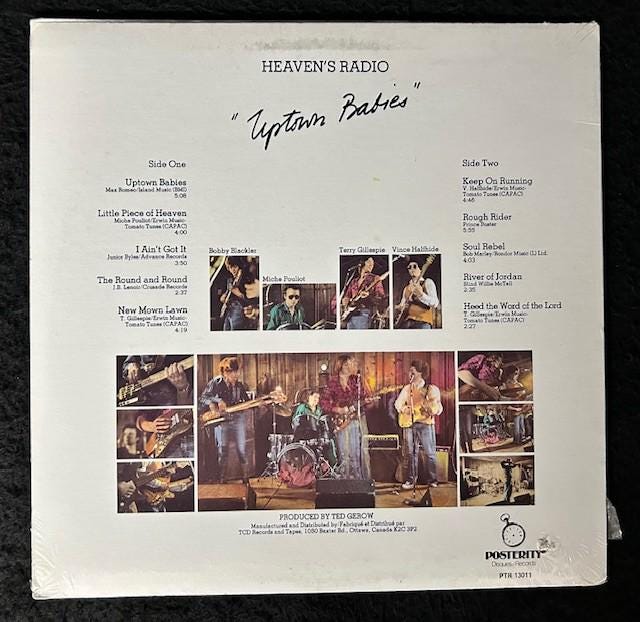 HEAVEN'S RADIO
"Uptown Babies"
Side One
Uptown Babies
Max Romeo/Island Music (BMI)
5:08
Little Piece of Heaven
Miche Pouliot/Erwin Music-
Tomato Tunes (CAPAC)
4:00
I Ain't Got It
Junior Byles/Advance Records
3:50
The Round and Round
J.B. Lenoir/Crusade Records
2:37
New Mown Lawn
T. Gillespie/Erwin Music-
Tomato Tunes (CAPAC)
4:19
Side Two
Keep On Running
V. Halfhide/Erwin Music-
Tomato Tunes (CAPAC)
4:46
Rough Rider
Prince Buster
5:55
Soul Rebel
Bob Marley/Rondor Music (L) Ltd.
4:03
River of Jordan
Blind Willie McTell
2:35
Heed the Word of the Lord
T. Gillespie/Erwin Music-
Tomato Tunes (CAPAC)
2:27
Bobby Blackler
Miche Pouliot
Terry Gillespie
Vince Halfhide
PRODUCED BY TED GEROW
Manufactured and Distributed by/Fabriqué et Distribué par
TCD Records and Tapes, 1050 Baxter Rd., Ottawa, Canada K2C 3P2
POSTERITY
Disques-Records
PTR 13011